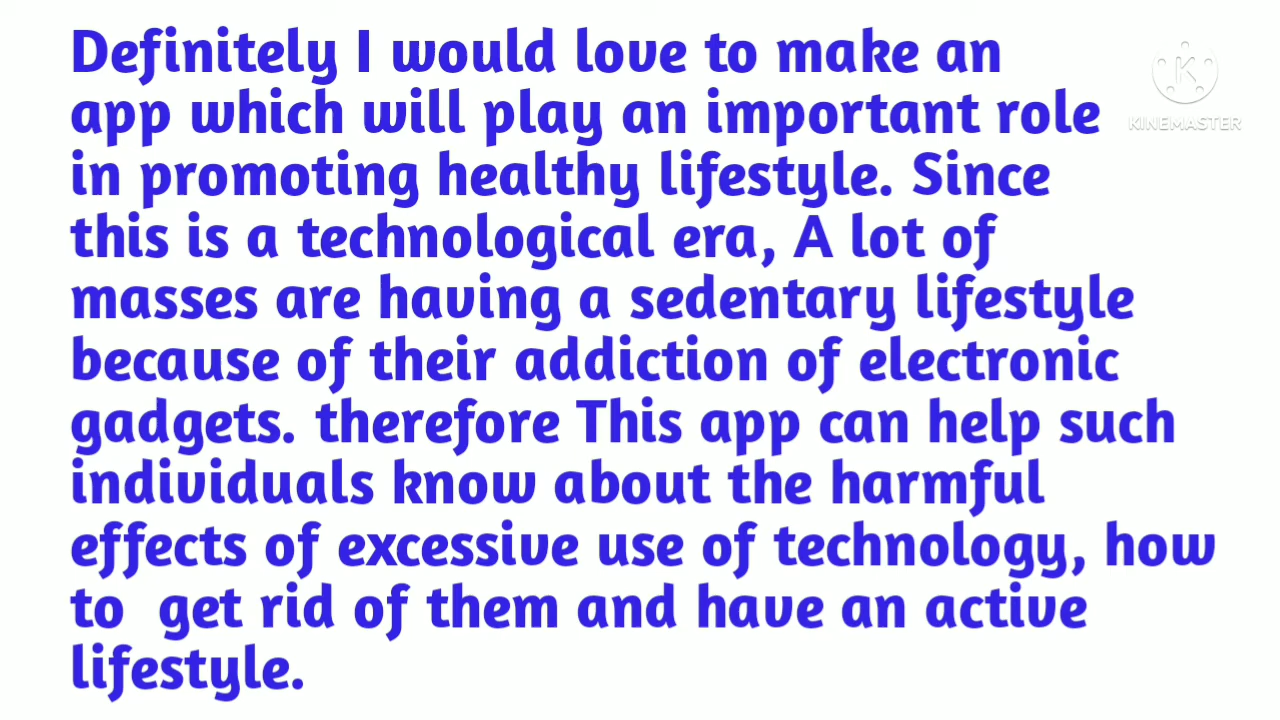 Definitely I would love to make an
app which will play an important role
in promoting healthy lifestyle. Since
this is a technological era, A lot of
masses are having a sedentary lifestyle
because of their addiction of electronic
gadgets. therefore This app can help such
individuals know about the harmful
effects of excessive use of technology, how
to  get rid of them and have an active
lifestyle.
K
KINEMASTER